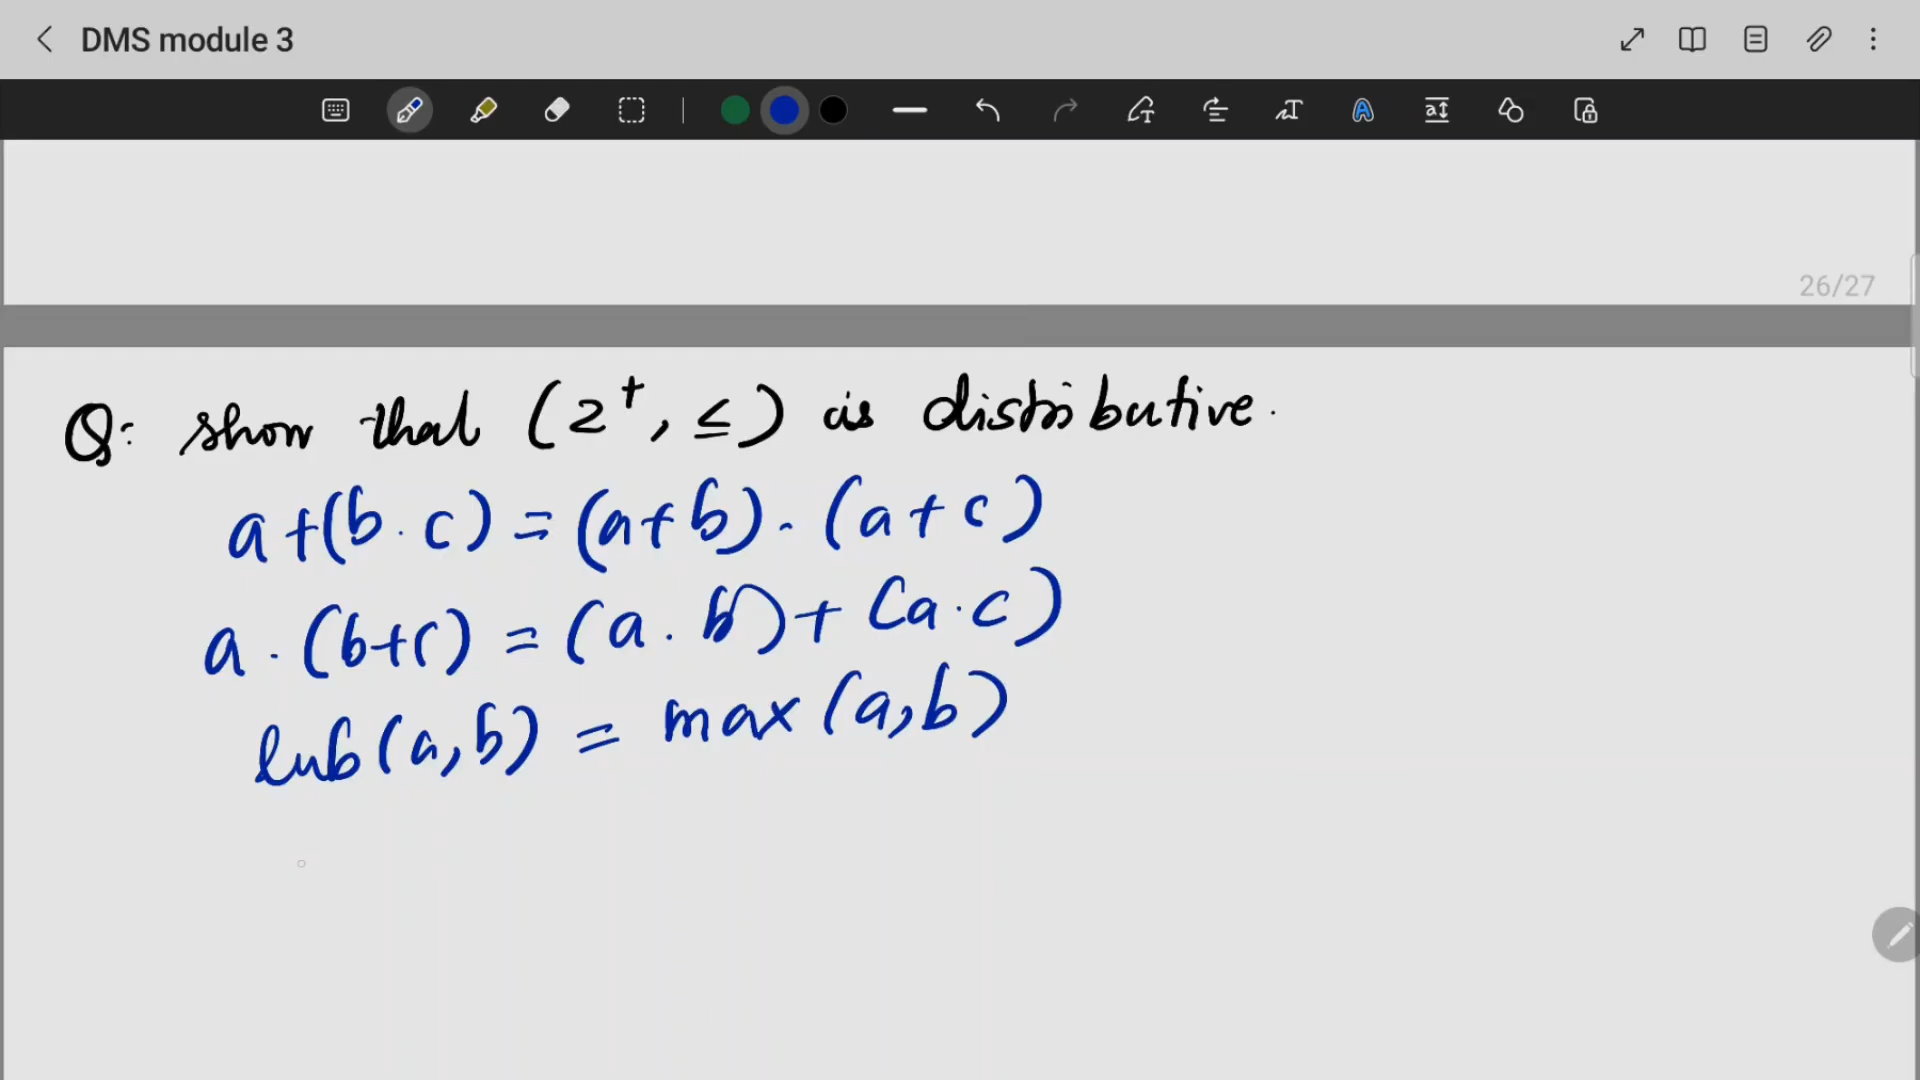 DMS module 3
26/27
Q: show that (Z⁺, ≤) is distributive.
a+(b . c) = (a+b) . (a+c)
a . (b+c) = (a . b) + (a . c)
lub(a,b) = max(a,b)